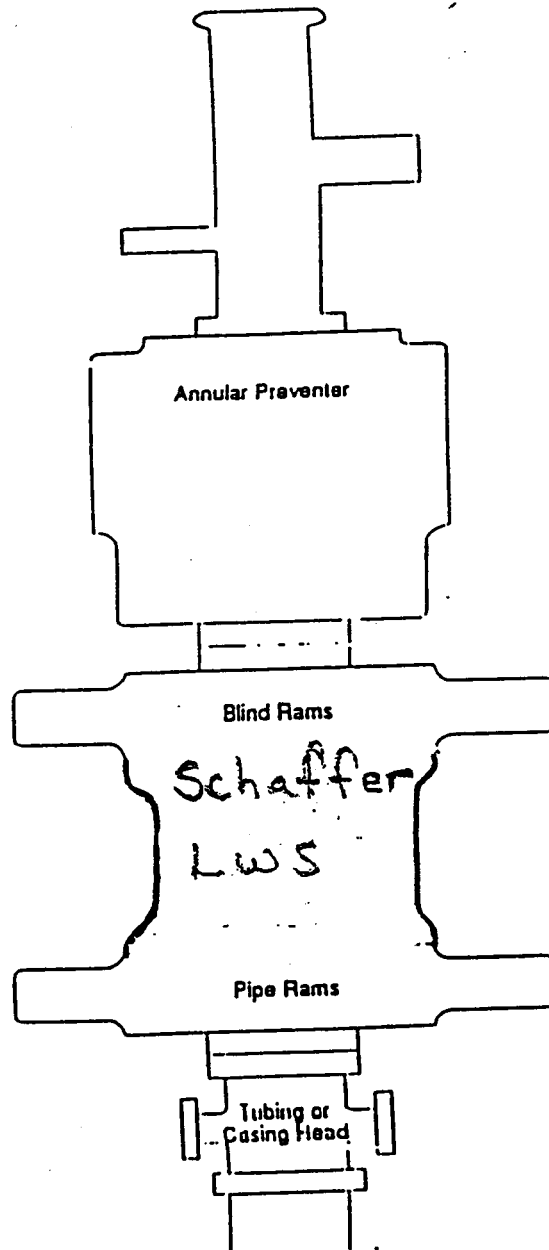 Annular Preventer
Blind Rams
Schaffer
LWS
Pipe Rams
Tubing or
Casing Head